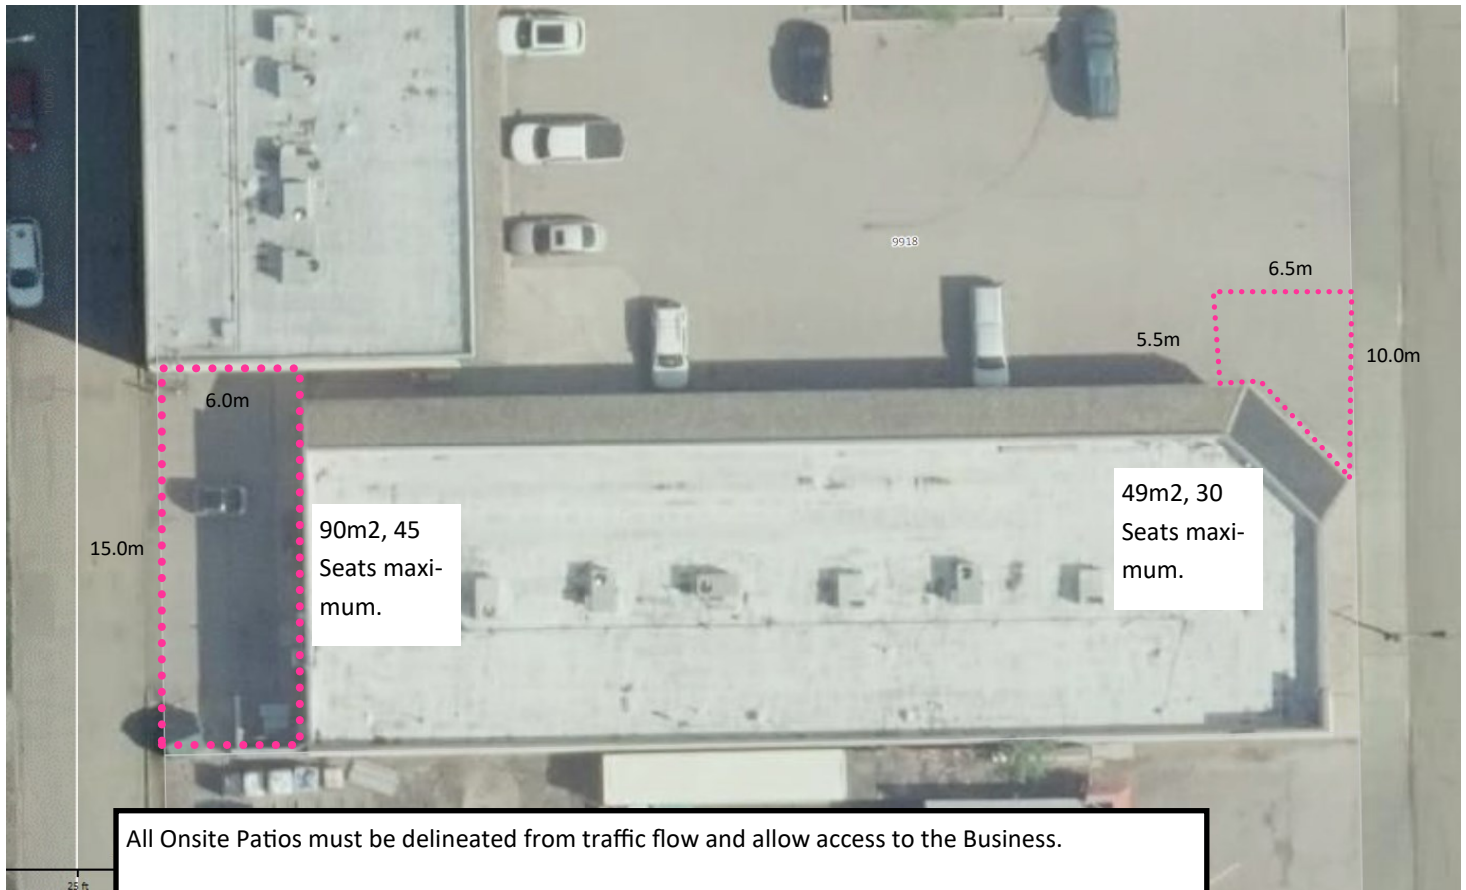 9918
6.5m
5.5m
10.0m
6.0m
15.0m
90m2, 45
Seats maxi-
mum.
49m2, 30
Seats maxi-
mum.
All Onsite Patios must be delineated from traffic flow and allow access to the Business.
25 ft